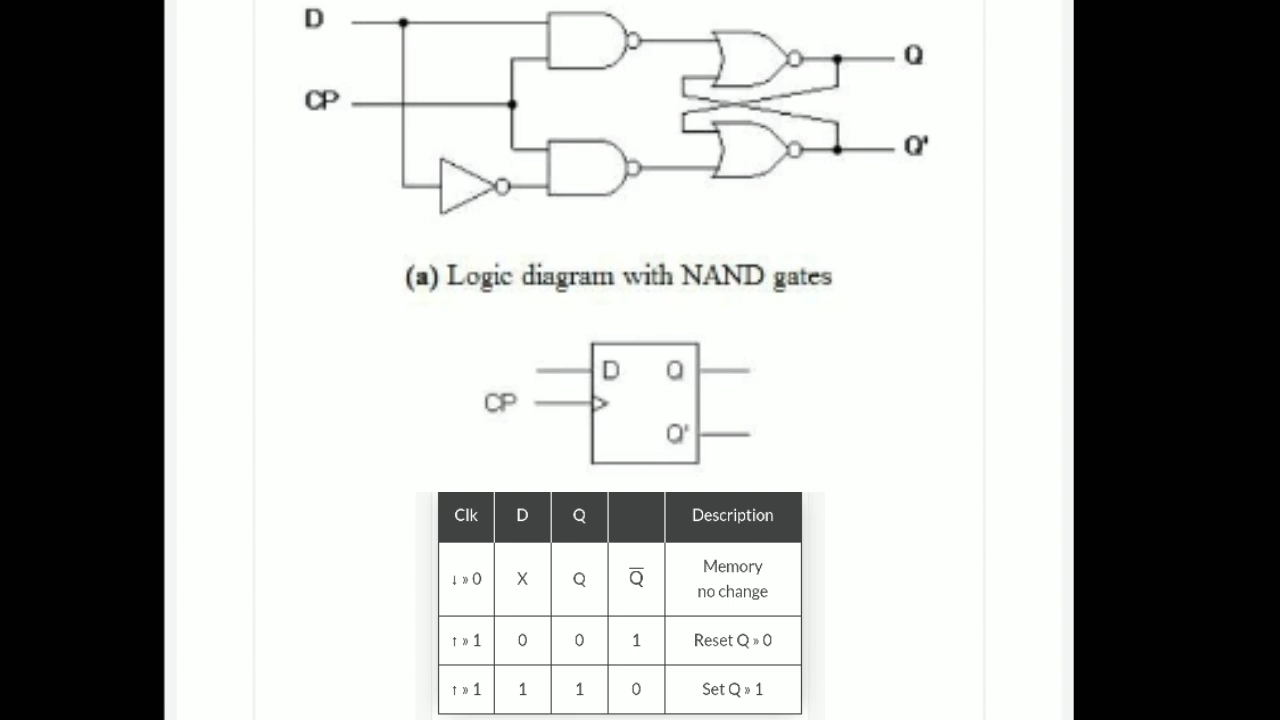 D
Q
CP
Q'
(a) Logic diagram with NAND gates
D Q
CP
Q'
Clk D Q Description
↓ » 0 X Q Q̅ Memory no change
↑ » 1 0 0 1 Reset Q » 0
↑ » 1 1 1 0 Set Q » 1